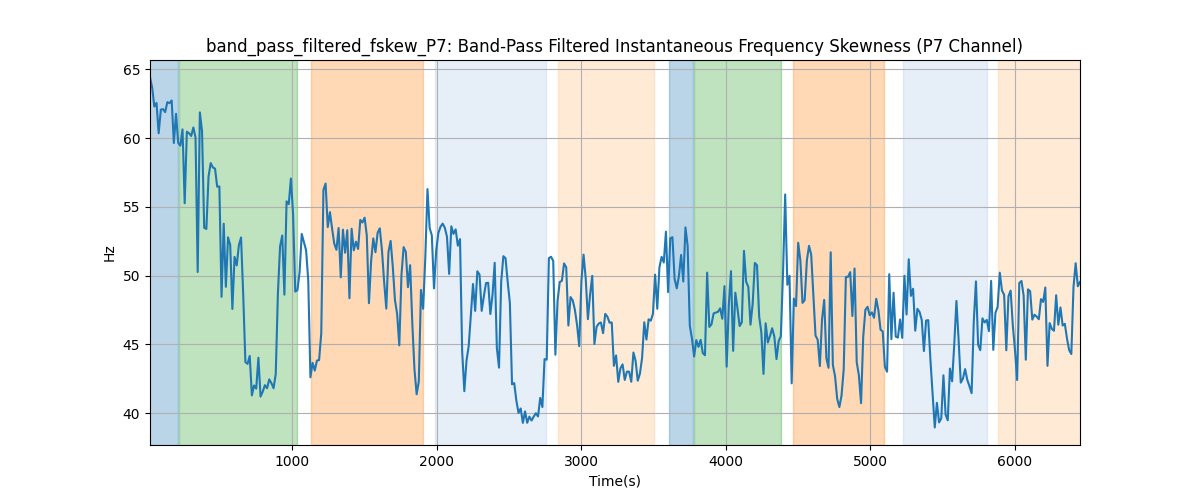 band_pass_filtered_fskew_P7: Band-Pass Filtered Instantaneous Frequency Skewness (P7 Channel)
65
60
55
50
45
40
Hz
1000 2000 3000 4000 5000 6000
Time(s)